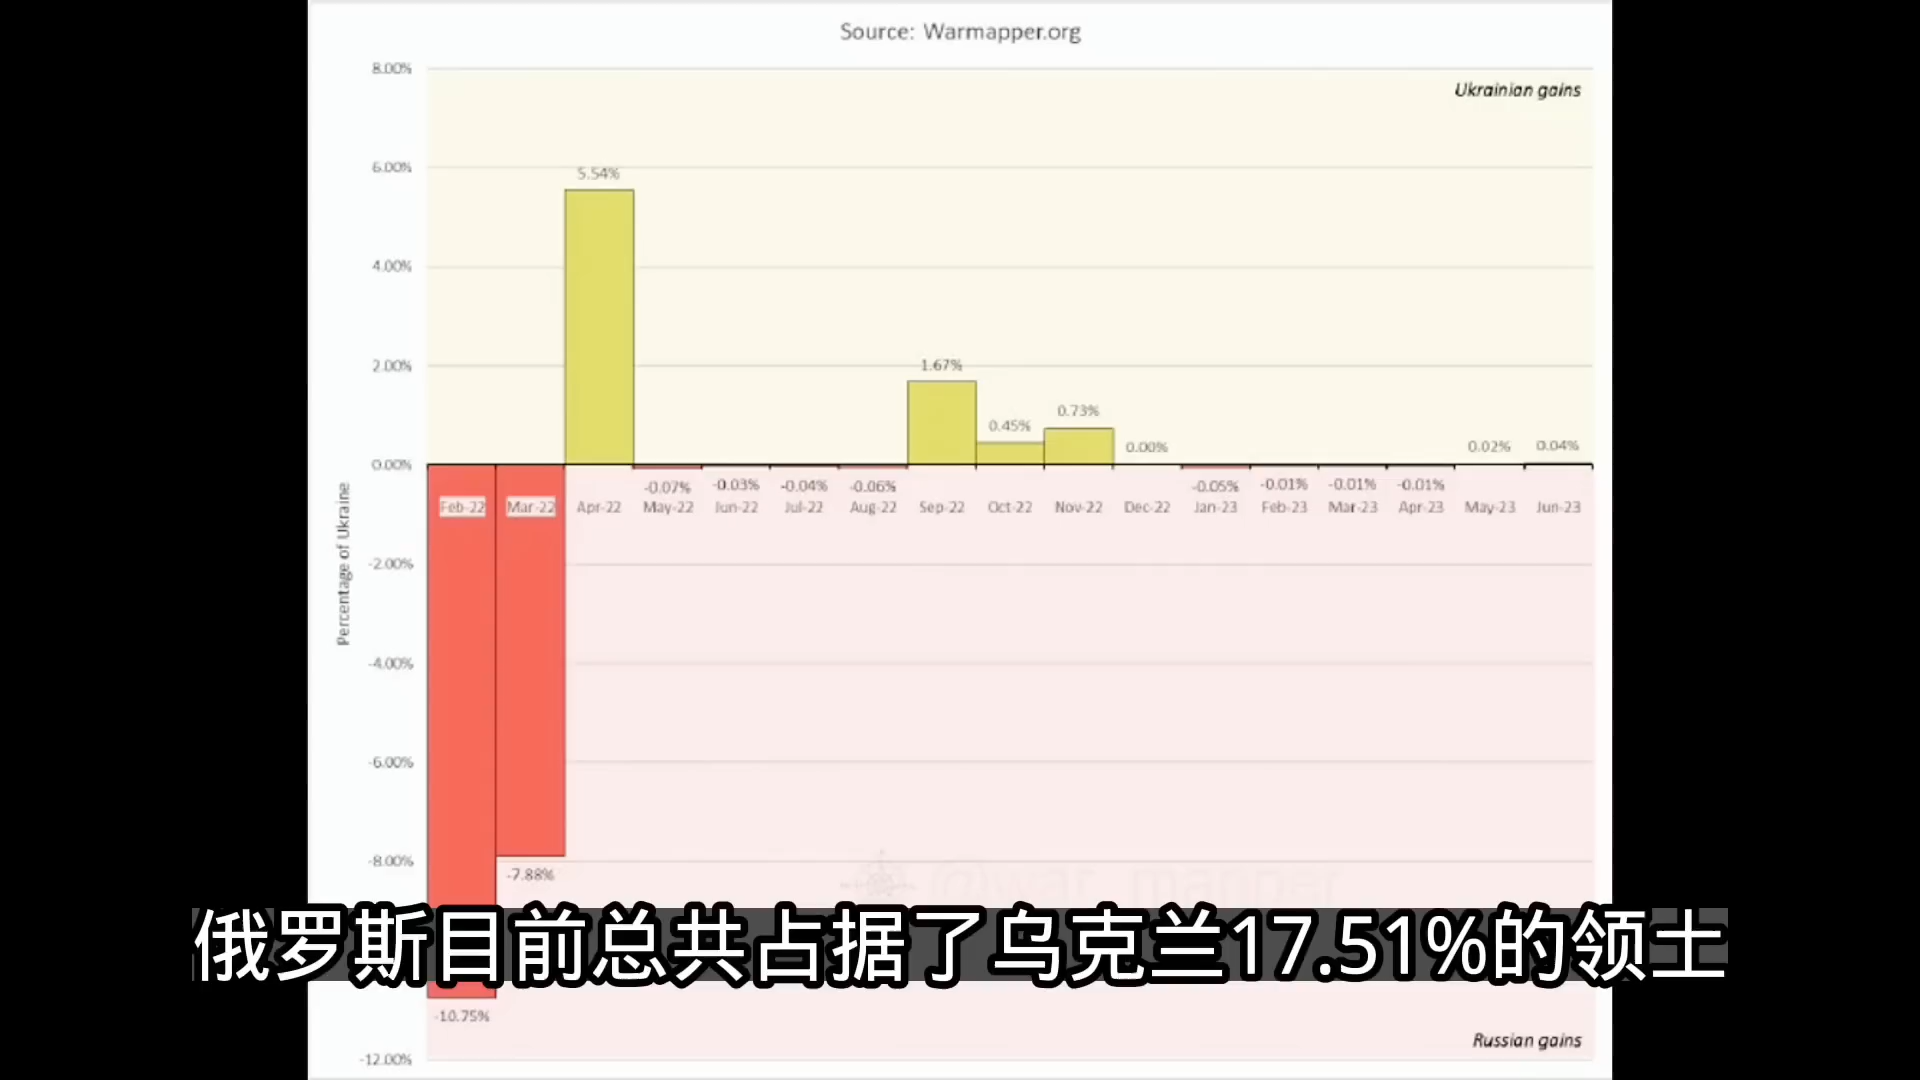 Source: Warmapper.org
8.00%
Ukrainian gains
6.00%
5.54%
4.00%
2.00%
1.67%
0.45%
0.73%
0.00%
0.02%
0.04%
0.00%
-0.07%
-0.03%
-0.04%
-0.06%
-0.05%
-0.01%
-0.01%
-0.01%
Feb-22
Mar-22
Apr-22
May-22
Jun-22
Jul-22
Aug-22
Sep-22
Oct-22
Nov-22
Dec-22
Jan-23
Feb-23
Mar-23
Apr-23
May-23
Jun-23
Percentage of Ukraine
-2.00%
-4.00%
-6.00%
-8.00%
-7.88%
@war_mapper
俄罗斯目前总共占据了乌克兰17.51%的领土
-10.75%
Russian gains
-12.00%